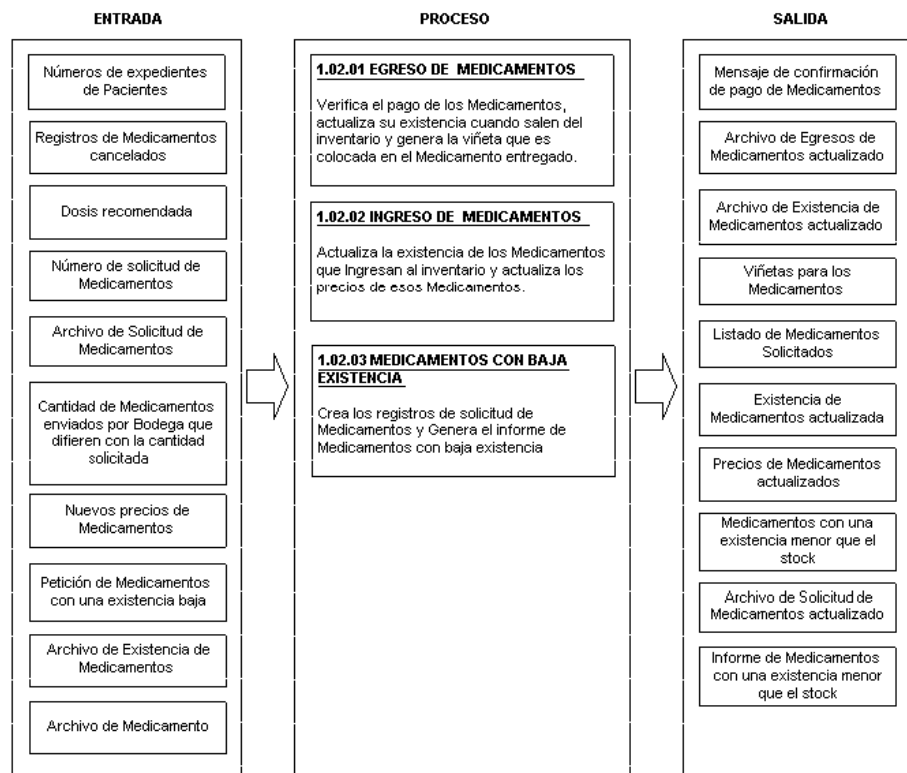 ENTRADA
Números de expedientes
de Pacientes
Registros de Medicamentos
cancelados
Dosis recomendada
Número de solicitud de
Medicamentos
Archivo de Solicitud de
Medicamentos
Cantidad de Medicamentos
enviados por Bodega que
difieren con la cantidad
solicitada
Nuevos precios de
Medicamentos
Petición de Medicamentos
con una existencia baja
Archivo de Existencia de
Medicamentos
Archivo de Medicamento
PROCESO
1.02.01 EGRESO DE MEDICAMENTOS
Verifica el pago de los Medicamentos,
actualiza su existencia cuando salen del
inventario y genera la viñeta que es
colocada en el Medicamento entregado.
1.02.02 INGRESO DE MEDICAMENTOS
Actualiza la existencia de los Medicamentos
que Ingresan al inventario y actualiza los
precios de esos Medicamentos.
1.02.03 MEDICAMENTOS CON BAJA
EXISTENCIA
Crea los registros de solicitud de
Medicamentos y Genera el informe de
Medicamentos con baja existencia
SALIDA
Mensaje de confirmación
de pago de Medicamentos
Archivo de Egresos de
Medicamentos actualizado
Archivo de Existencia de
Medicamentos actualizado
Viñetas para los
Medicamentos
Listado de Medicamentos
Solicitados
Existencia de
Medicamentos actualizada
Precios de Medicamentos
actualizados
Medicamentos con una
existencia menor que el
stock
Archivo de Solicitud de
Medicamentos actualizado
Informe de Medicamentos
con una existencia menor
que el stock